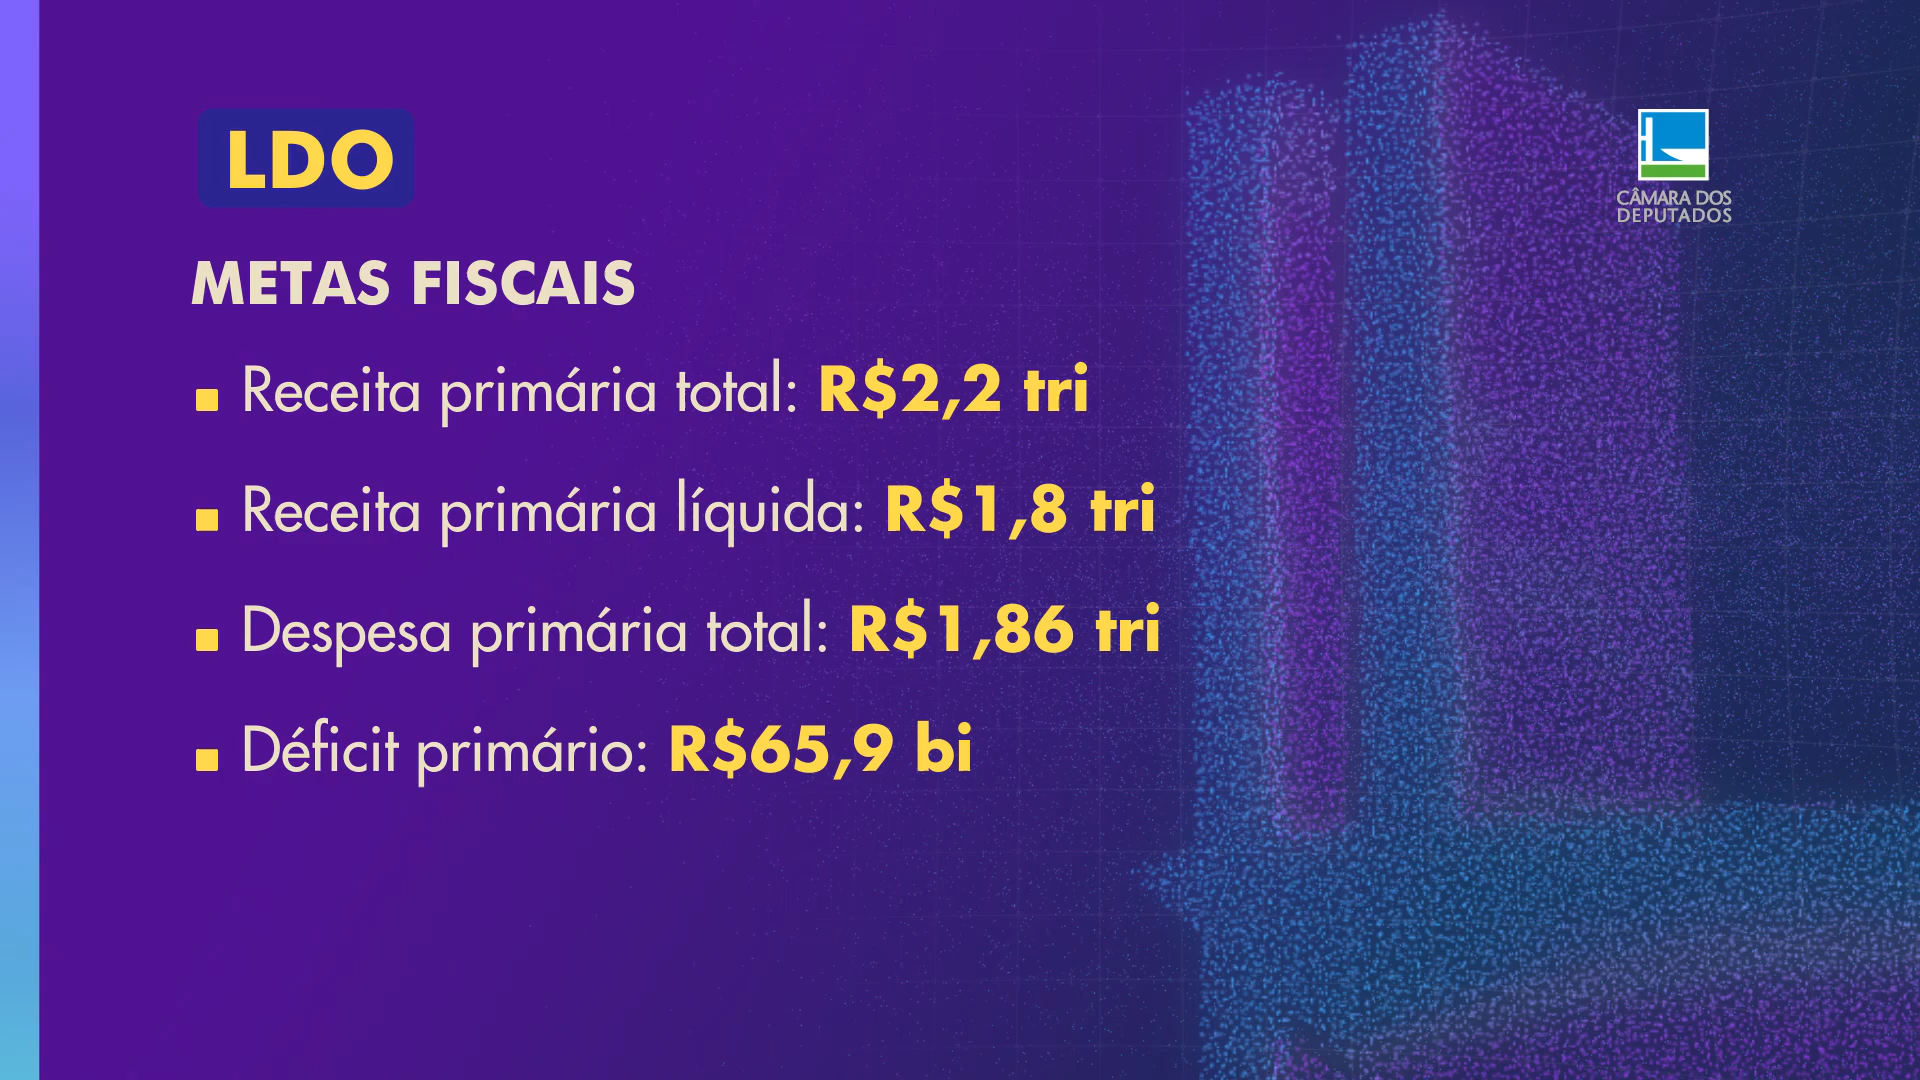 LDO
CÂMARA DOS
DEPUTADOS
METAS FISCAIS
Receita primária total: R$2,2 tri
Receita primária líquida: R$1,8 tri
Despesa primária total: R$1,86 tri
Déficit primário: R$65,9 bi